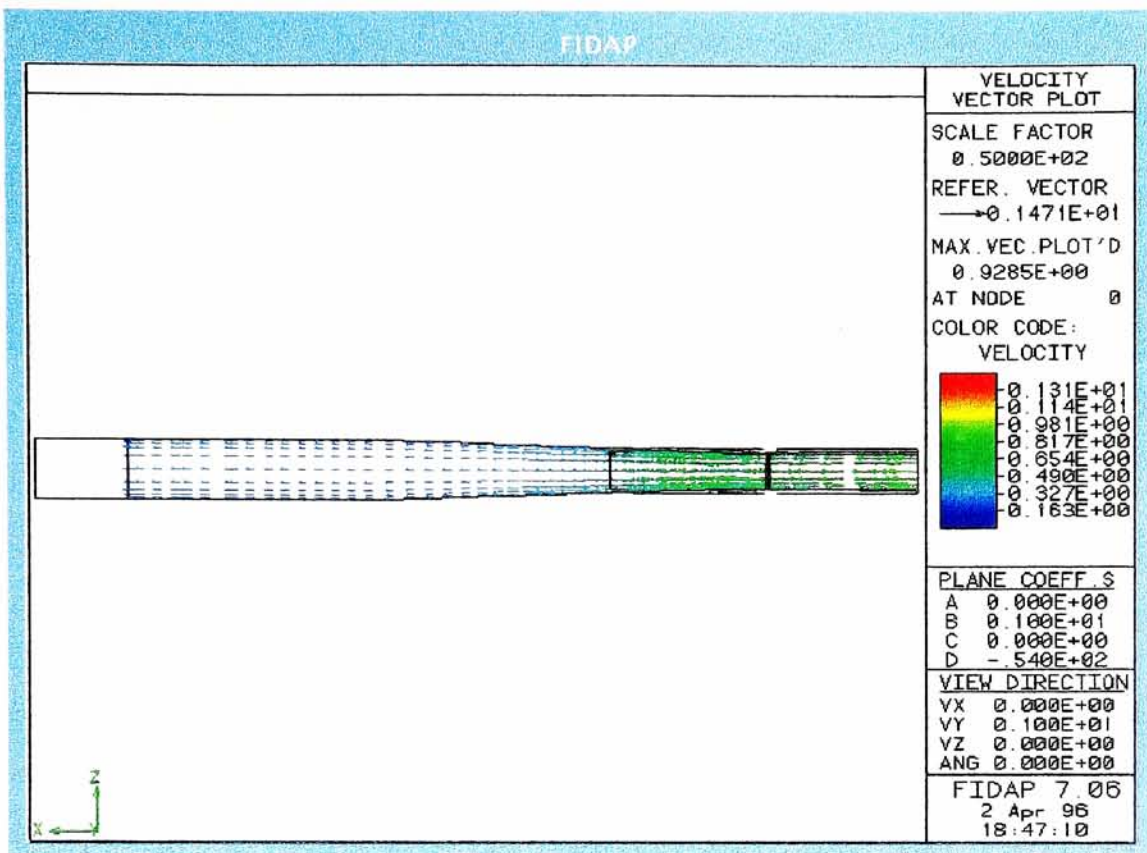 FIDAP
VELOCITY
VECTOR PLOT
SCALE FACTOR
0.5000E+02
REFER. VECTOR
0.1471E+01
MAX.VEC.PLOT'D
0.9285E+00
AT NODE 0
COLOR CODE:
VELOCITY
0.131E+01
0.114E+01
0.981E+00
0.817E+00
0.654E+00
0.490E+00
0.327E+00
0.163E+00
PLANE COEFF.S
A 0.000E+00
B 0.100E+01
C 0.000E+00
D -.540E+02
VIEW DIRECTION
VX 0.000E+00
VY 0.100E+01
VZ 0.000E+00
ANG 0.000E+00
FIDAP 7.06
2 Apr 96
18:47:10
Z
X Y